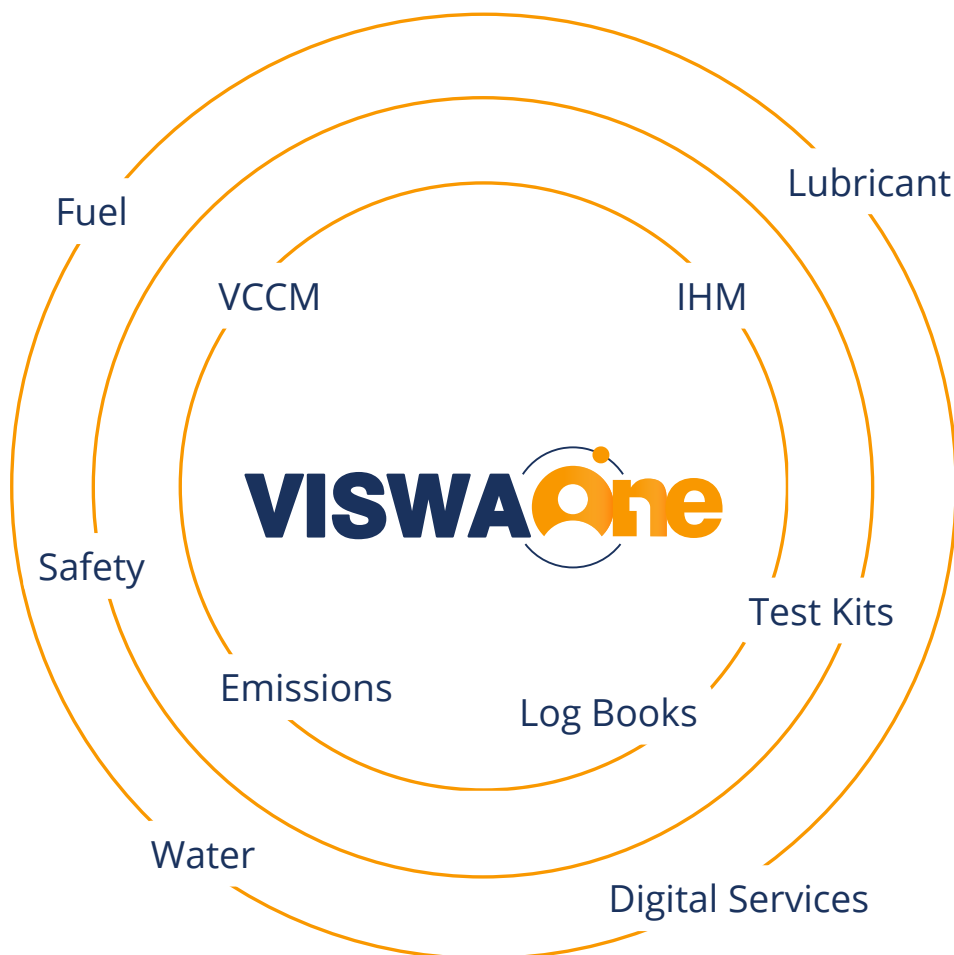 Lubricant
Fuel
VCCM
IHM
VISWAOne
Safety
Test Kits
Emissions
Log Books
Water
Digital Services